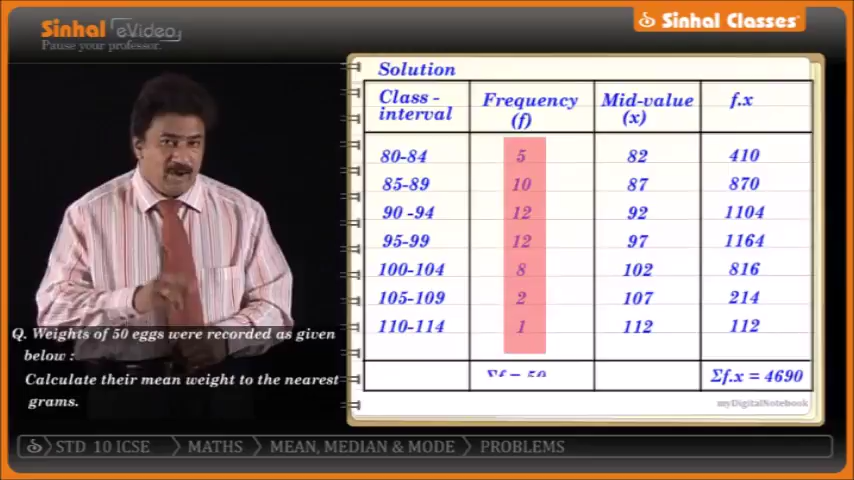 Sinhal eVideo
Pause your professor.
Sinhal Classes
Solution
Class - interval Frequency (f) Mid-value (x) f.x
80-84 5 82 410
85-89 10 87 870
90 -94 12 92 1104
95-99 12 97 1164
100-104 8 102 816
105-109 2 107 214
110-114 1 112 112
Σf = 50 Σf.x = 4690
myDigitalNotebook
Q. Weights of 50 eggs were recorded as given
below :
Calculate their mean weight to the nearest
grams.
STD 10 ICSE MATHS MEAN, MEDIAN & MODE PROBLEMS